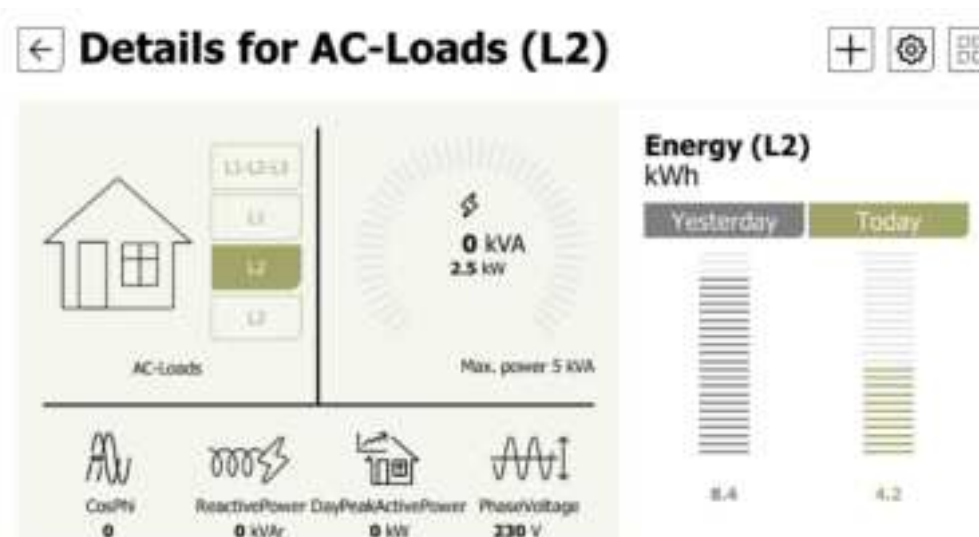 Details for AC-Loads (L2)
L1-L2-L3
L1
L2
L3
AC-Loads
0 kVA
2.5 kW
Max. power 5 kVA
CosPhi
0
ReactivePower
0 kVAr
DayPeakActivePower
0 kW
PhaseVoltage
230 V
Energy (L2)
kWh
Yesterday
Today
8.4
4.2